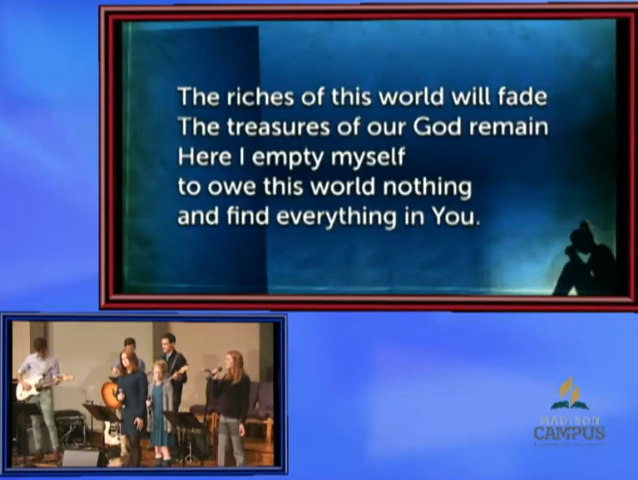 The riches of this world will fade
The treasures of our God remain
Here I empty myself
to owe this world nothing
and find everything in You.
MADISON
CAMPUS